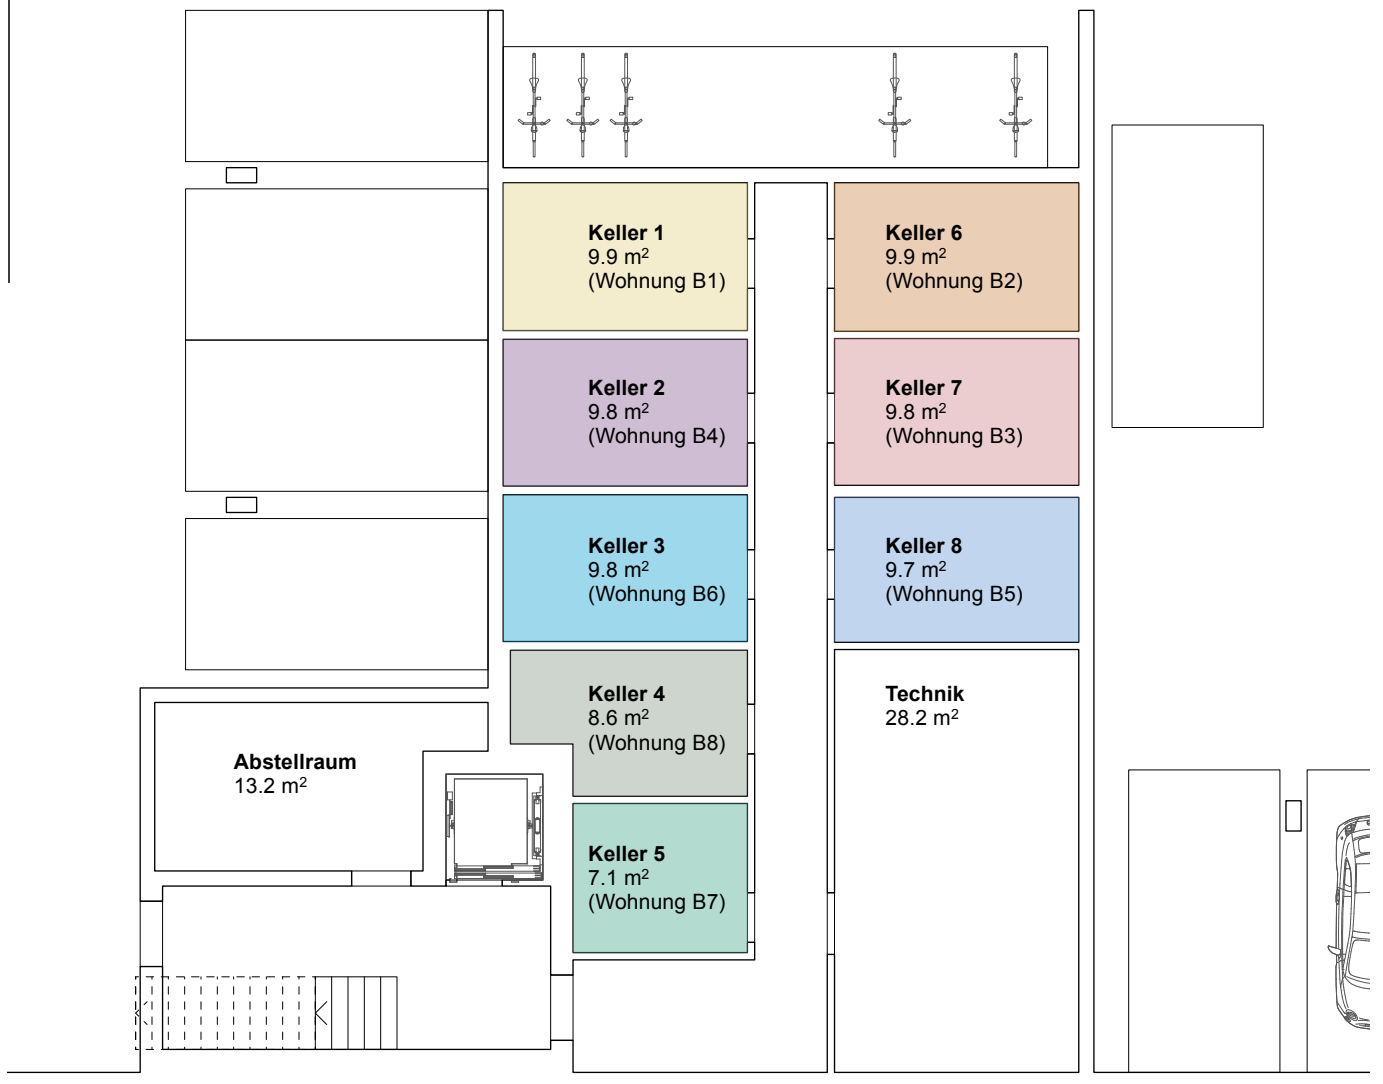 Keller 1
9.9 m²
(Wohnung B1)
Keller 6
9.9 m²
(Wohnung B2)
Keller 2
9.8 m²
(Wohnung B4)
Keller 7
9.8 m²
(Wohnung B3)
Keller 3
9.8 m²
(Wohnung B6)
Keller 8
9.7 m²
(Wohnung B5)
Keller 4
8.6 m²
(Wohnung B8)
Technik
28.2 m²
Abstellraum
13.2 m²
Keller 5
7.1 m²
(Wohnung B7)